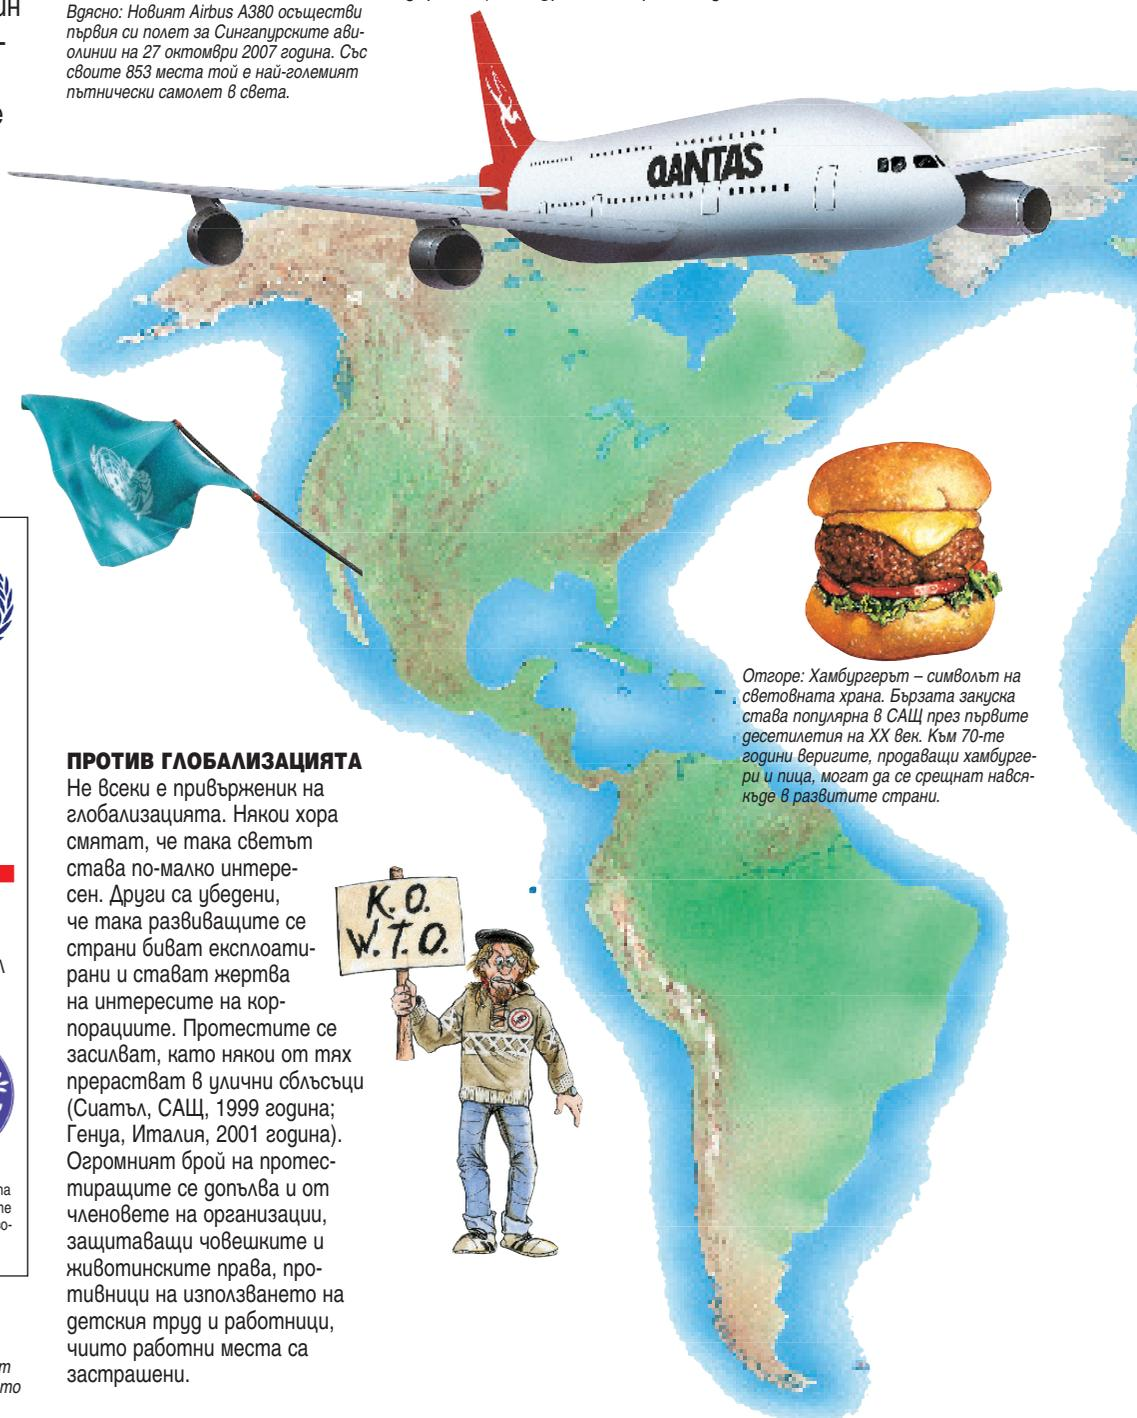 Вдясно: Новият Airbus A380 осъществи
първия си полет за Сингапурските ави-
олинии на 27 октомври 2007 година. Със
своите 853 места той е най-големият
пътнически самолет в света.
QANTAS
Отгоре: Хамбургерът – символът на
световната храна. Бързата закуска
става популярна в САЩ през първите
десетилетия на XX век. Към 70-те
години веригите, продаващи хамбурге-
ри и пица, могат да се срещнат нався-
къде в развитите страни.
ПРОТИВ ГЛОБАЛИЗАЦИЯТА
Не всеки е привърженик на
глобализацията. Някои хора
смятат, че така светът
става по-малко интере-
сен. Други са убедени,
че така развиващите се
страни биват експлоати-
рани и стават жертва
на интересите на кор-
порациите. Протестите се
засилват, като някои от тях
прерастват в улични сблъсъци
(Сиатъл, САЩ, 1999 година;
Генуа, Италия, 2001 година).
Огромният брой на протес-
тиращите се допълва и от
членовете на организации,
защитаващи човешките и
животинските права, про-
тивници на използването на
детския труд и работници,
чиито работни места са
застрашени.
K.O.
W.T.O.